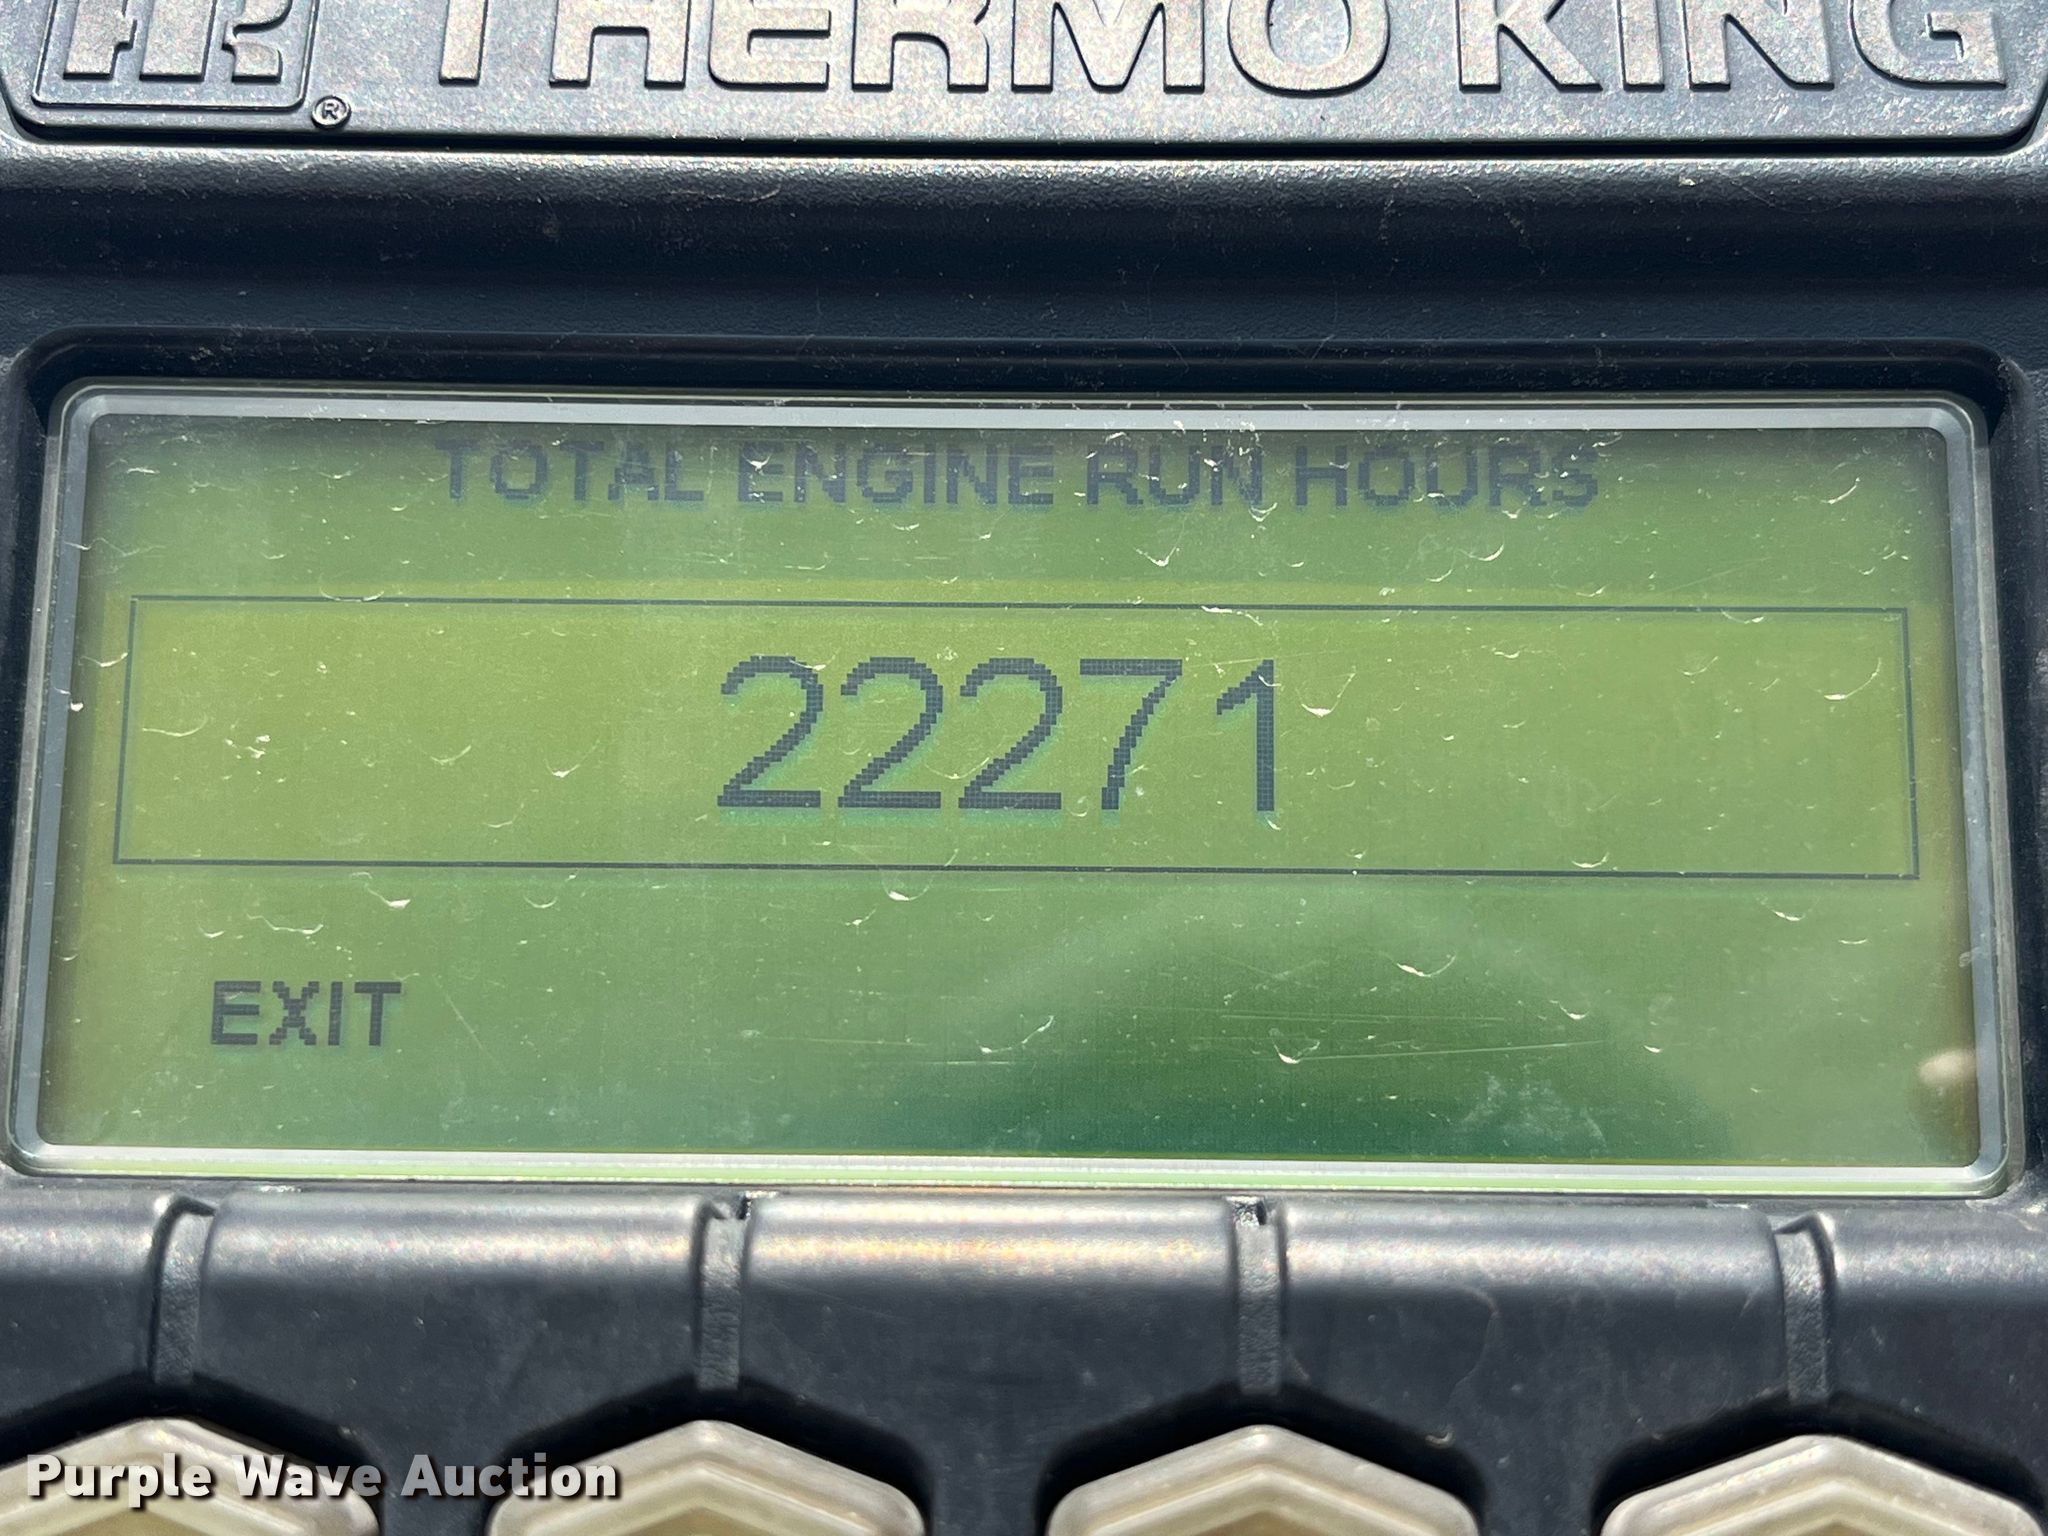 THERMO KING
®
TOTAL ENGINE RUN HOURS
22271
EXIT
Purple Wave Auction